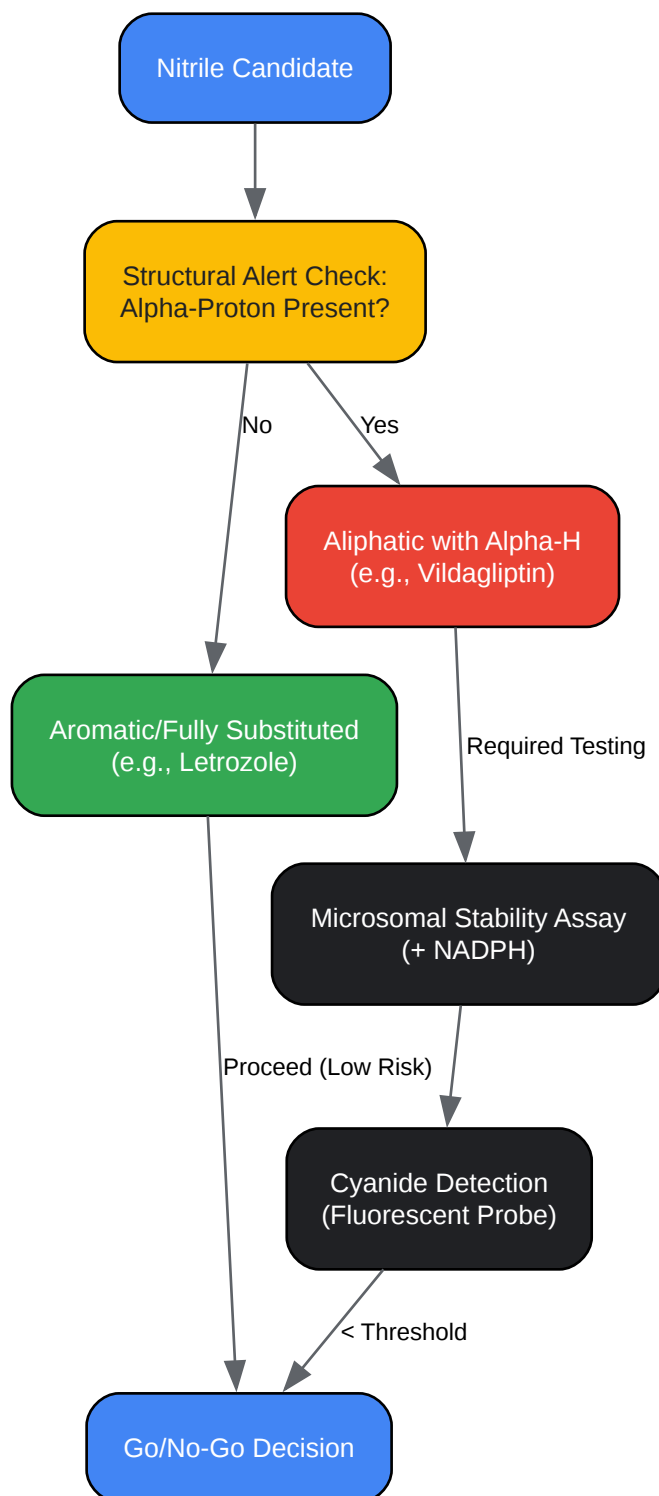 Nitrile Candidate
Structural Alert Check:
Alpha-Proton Present?
No
Yes
Aliphatic with Alpha-H
(e.g., Vildagliptin)
Aromatic/Fully Substituted
(e.g., Letrozole)
Required Testing
Microsomal Stability Assay
(+ NADPH)
Proceed (Low Risk)
Cyanide Detection
(Fluorescent Probe)
< Threshold
Go/No-Go Decision